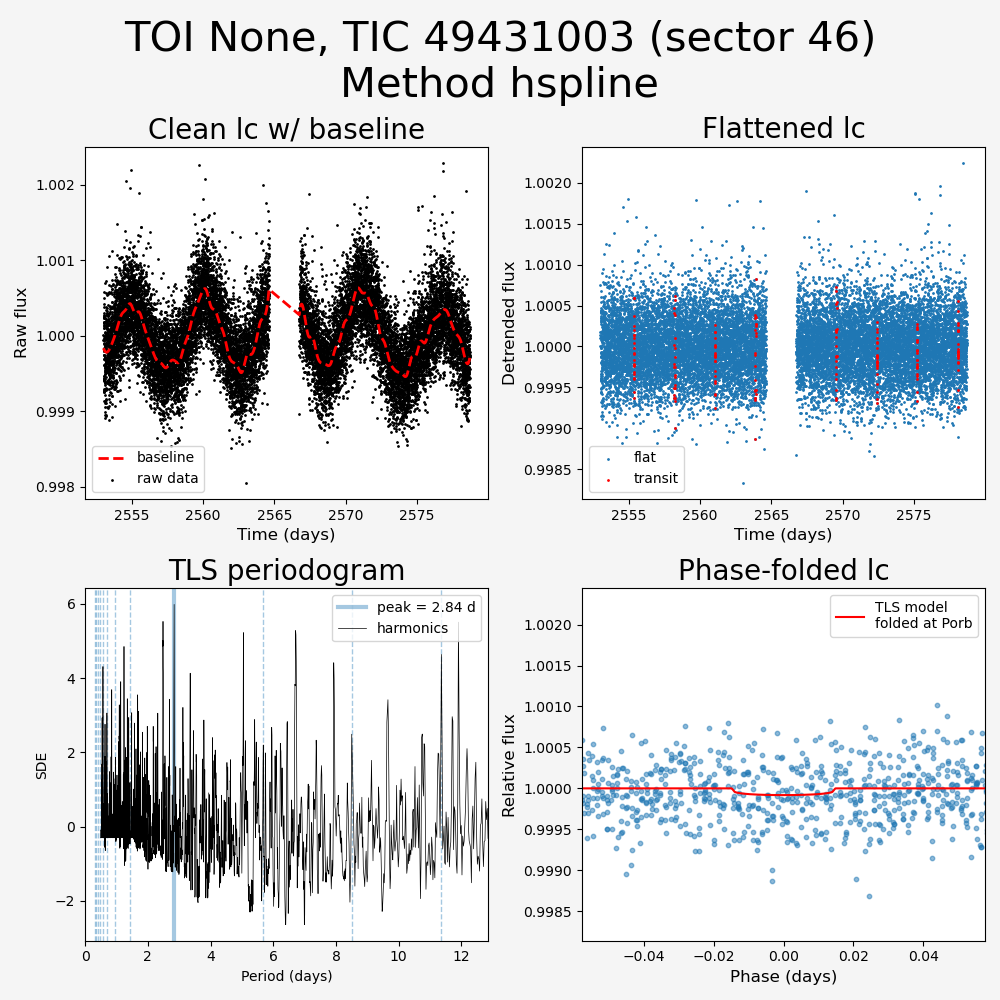 TOI None, TIC 49431003 (sector 46)
Method hspline
Clean lc w/ baseline
Raw flux
1.002
1.001
1.000
0.999
0.998
baseline
raw data
2555
2560
2565
2570
2575
Time (days)
Flattened lc
Detrended flux
1.0020
1.0015
1.0010
1.0005
1.0000
0.9995
0.9990
0.9985
flat
transit
2555
2560
2565
2570
2575
Time (days)
TLS periodogram
SDE
6
4
2
0
−2
peak = 2.84 d
harmonics
0
2
4
6
8
10
12
Period (days)
Phase-folded lc
Relative flux
1.0020
1.0015
1.0010
1.0005
1.0000
0.9995
0.9990
0.9985
TLS model
folded at Porb
−0.04
−0.02
0.00
0.02
0.04
Phase (days)